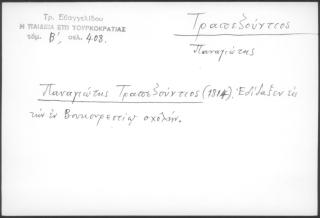 Τρ. Εὐαγγελίδου
Η ΠΑΙΔΕΙΑ ΕΠΙ ΤΟΥΡΚΟΚΡΑΤΙΑΣ
τόμ. Β', σελ. 408.
Τραπεζούντιος
Παναγιώτης
Παναγιώτης Τραπεζούντιος (1814). Ἐδίδαξεν εἰς
τὴν ἐν Βουκουρεστίῳ σχολήν.